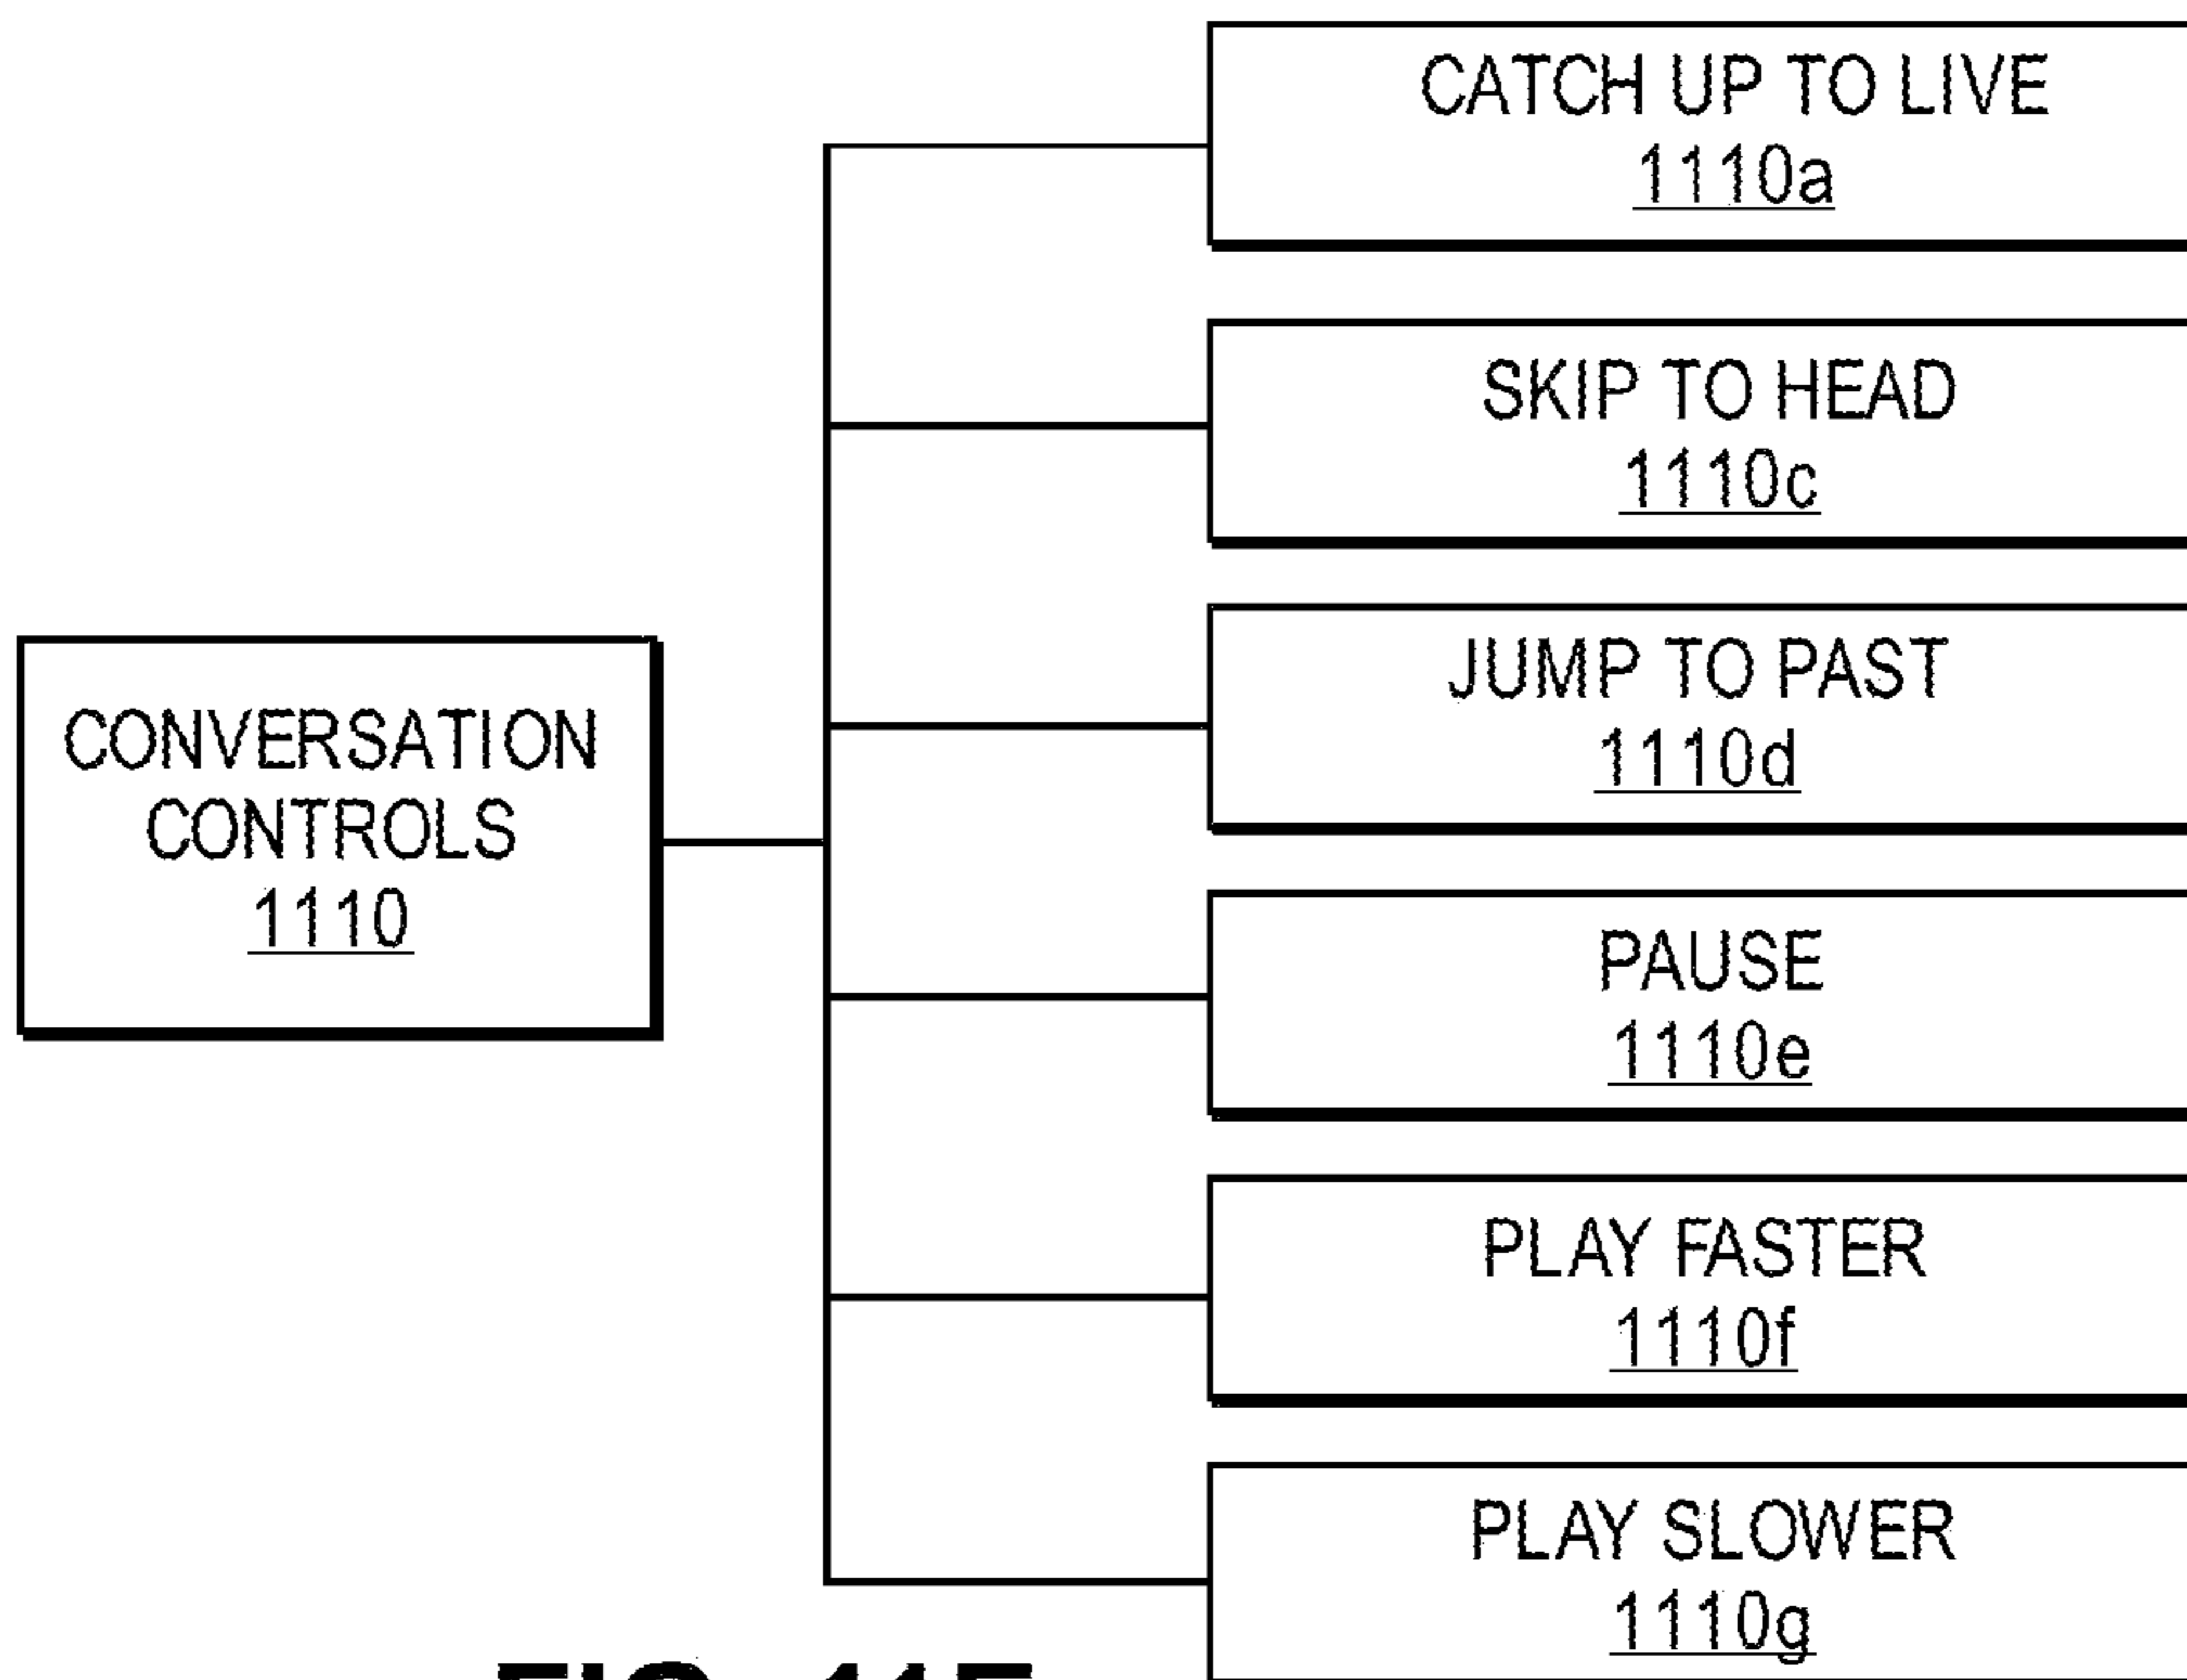 CATCH UP TO LIVE
1110a
SKIP TO HEAD
1110c
JUMP TO PAST
1110d
CONVERSATION
CONTROLS
1110
PAUSE
1110e
PLAY FASTER
1110f
PLAY SLOWER
1110g